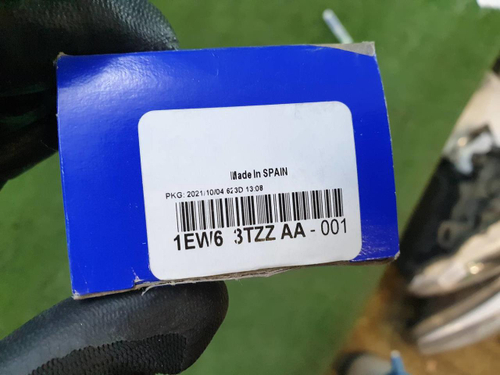 Made In SPAIN
PKG: 2021/10/04 623D 13:08
1EW6 3TZZ AA - 001